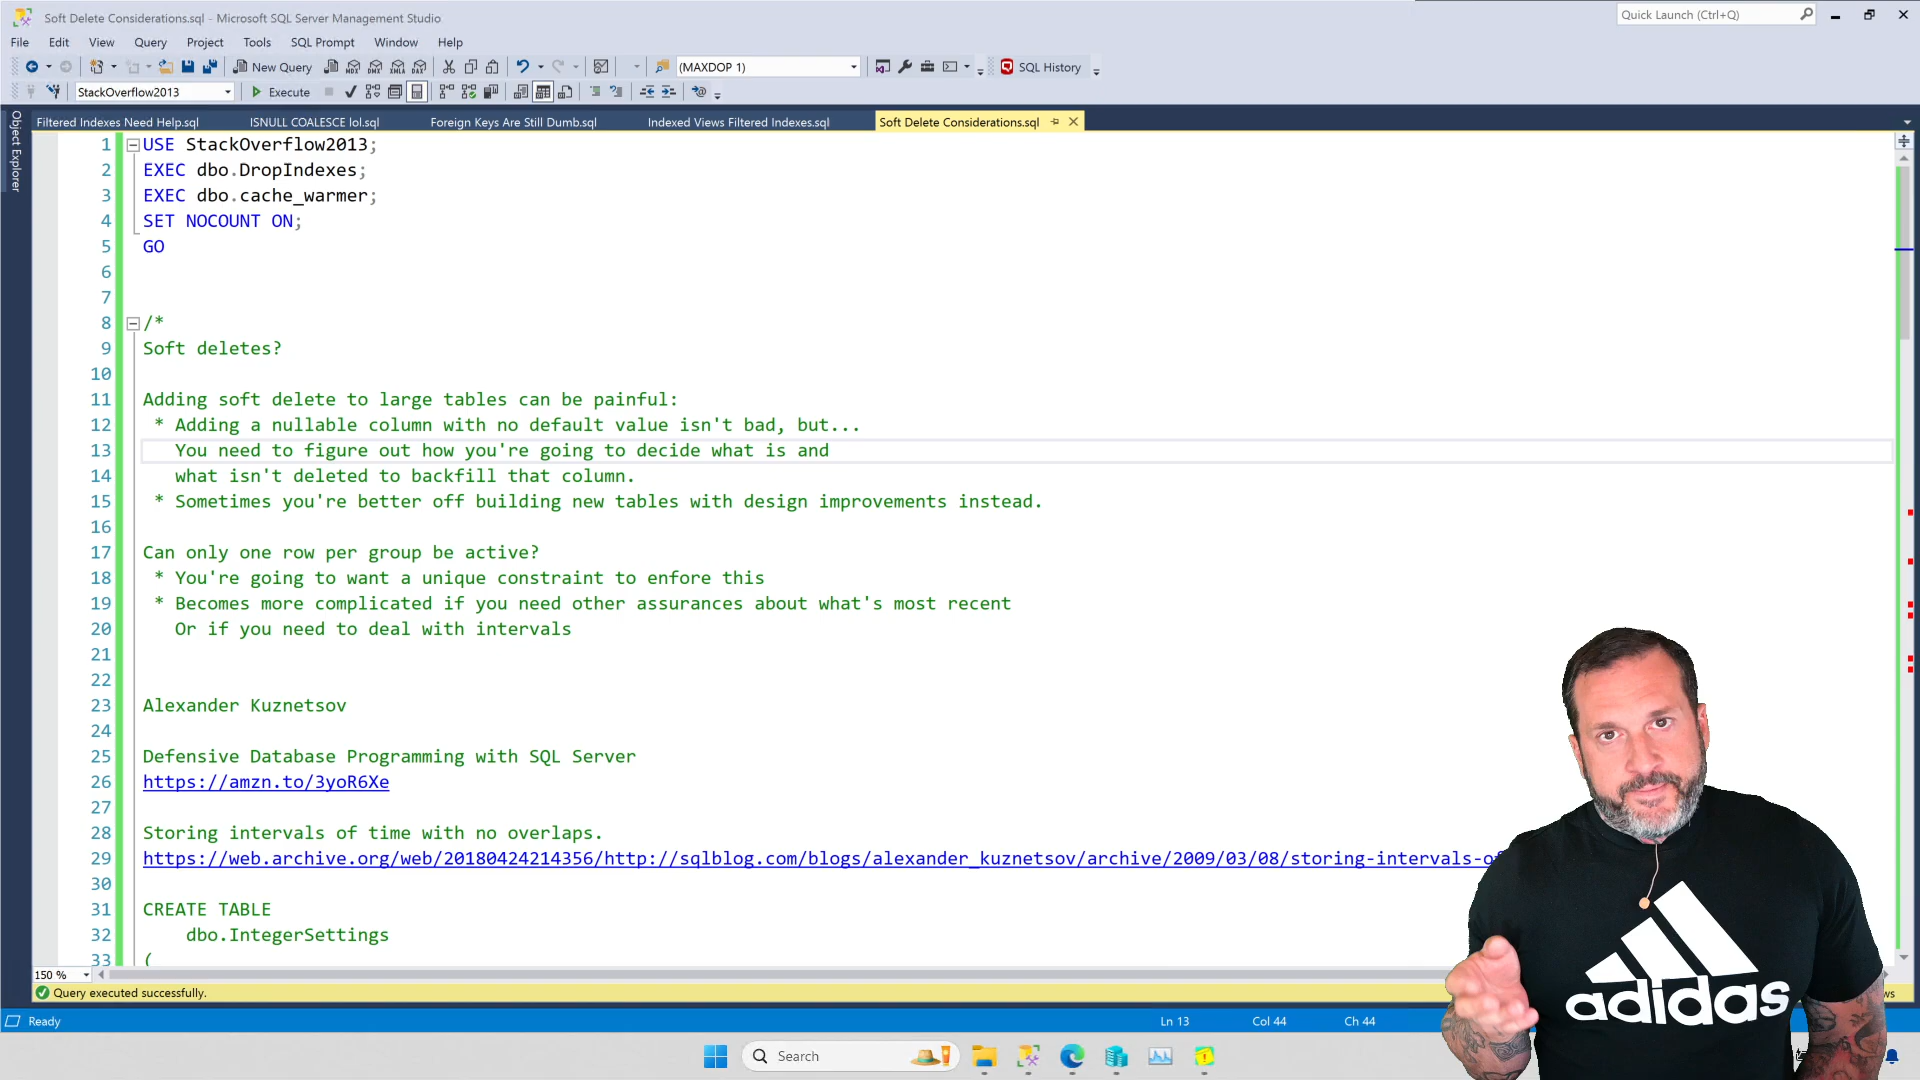 Soft Delete Considerations.sql - Microsoft SQL Server Management Studio
Quick Launch (Ctrl+Q)
File Edit View Query Project Tools SQL Prompt Window Help
New Query MDX DMX XMLA DAX (MAXDOP 1) SQL History
StackOverflow2013 Execute
Filtered Indexes Need Help.sql ISNULL COALESCE lol.sql Foreign Keys Are Still Dumb.sql Indexed Views Filtered Indexes.sql Soft Delete Considerations.sql
Object Explorer
1 USE StackOverflow2013;
2 EXEC dbo.DropIndexes;
3 EXEC dbo.cache_warmer;
4 SET NOCOUNT ON;
5 GO
6
7
8 /*
9 Soft deletes?
10
11 Adding soft delete to large tables can be painful:
12 * Adding a nullable column with no default value isn't bad, but...
13 You need to figure out how you're going to decide what is and
14 what isn't deleted to backfill that column.
15 * Sometimes you're better off building new tables with design improvements instead.
16
17 Can only one row per group be active?
18 * You're going to want a unique constraint to enfore this
19 * Becomes more complicated if you need other assurances about what's most recent
20 Or if you need to deal with intervals
21
22
23 Alexander Kuznetsov
24
25 Defensive Database Programming with SQL Server
26 https://amzn.to/3yoR6Xe
27
28 Storing intervals of time with no overlaps.
29 https://web.archive.org/web/20180424214356/http://sqlblog.com/blogs/alexander_kuznetsov/archive/2009/03/08/storing-intervals-of
30
31 CREATE TABLE
32 dbo.IntegerSettings
33 (
150 %
Query executed successfully.
Ready Ln 13 Col 44 Ch 44
Search
adidas